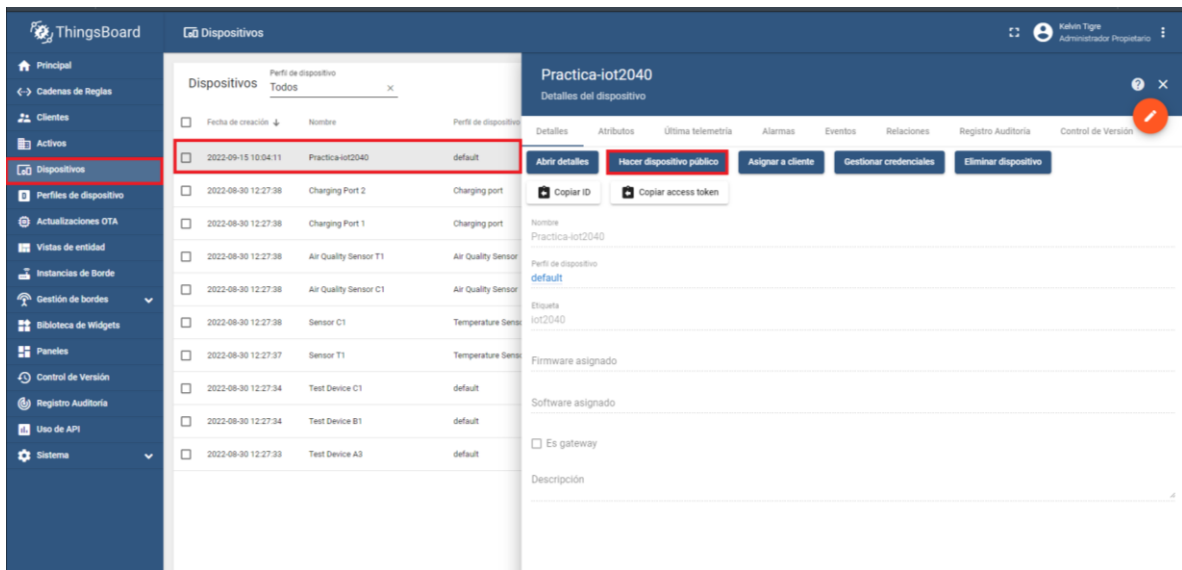 ThingsBoard
Dispositivos
Kelvin Tigre
Administrador Propietario
Principal
Cadenas de Reglas
Clientes
Activos
Dispositivos
Perfiles de dispositivo
Actualizaciones OTA
Vistas de entidad
Instancias de Borde
Gestión de bordes
Biblioteca de Widgets
Paneles
Control de Versión
Registro Auditoría
Uso de API
Sistema
Dispositivos
Perfil de dispositivo
Todos
Fecha de creación Nombre Perfil de dispositivo
2022-09-15 10:04:11 Practica-iot2040 default
2022-08-30 12:27:38 Charging Port 2 Charging port
2022-08-30 12:27:38 Charging Port 1 Charging port
2022-08-30 12:27:38 Air Quality Sensor T1 Air Quality Sensor
2022-08-30 12:27:38 Air Quality Sensor C1 Air Quality Sensor
2022-08-30 12:27:38 Sensor C1 Temperature Sens
2022-08-30 12:27:37 Sensor T1 Temperature Sens
2022-08-30 12:27:34 Test Device C1 default
2022-08-30 12:27:34 Test Device B1 default
2022-08-30 12:27:33 Test Device A3 default
Practica-iot2040
Detalles del dispositivo
Detalles Atributos Última telemetría Alarmas Eventos Relaciones Registro Auditoría Control de Versión
Abrir detalles Hacer dispositivo público Asignar a cliente Gestionar credenciales Eliminar dispositivo
Copiar ID Copiar access token
Nombre
Practica-iot2040
Perfil de dispositivo
default
Etiqueta
iot2040
Firmware asignado
Software asignado
Es gateway
Descripción